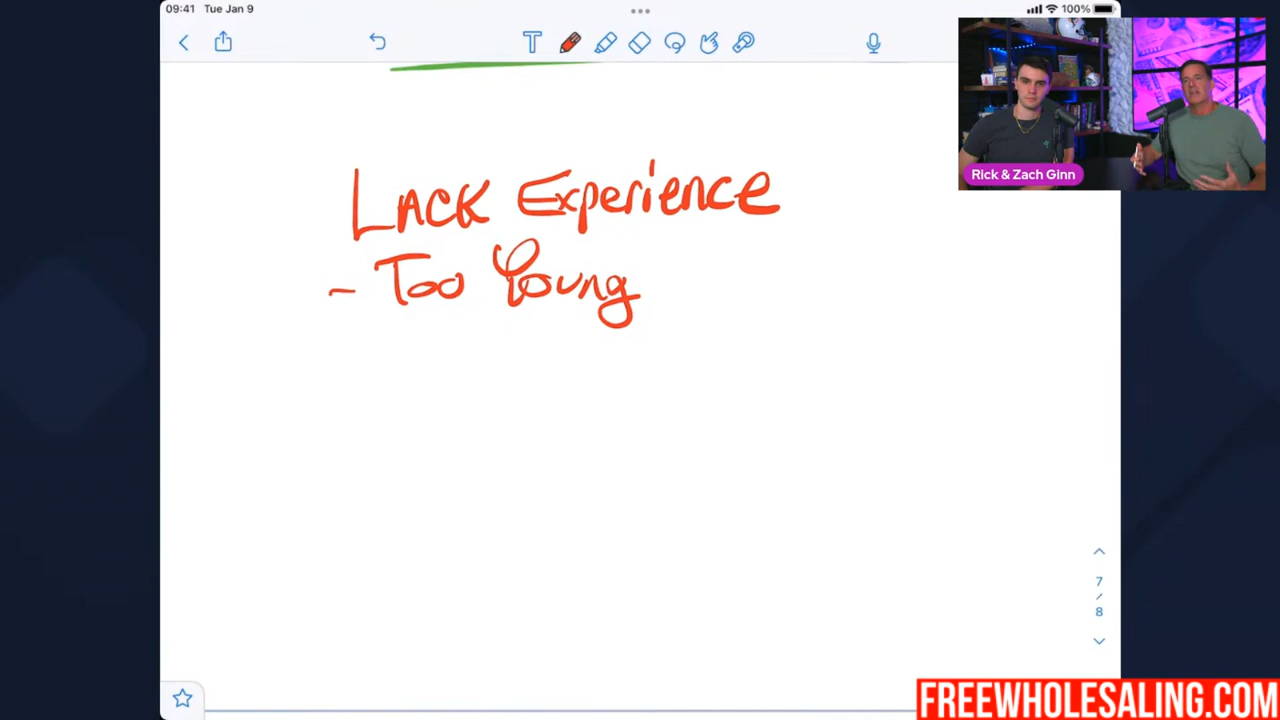 09:41 Tue Jan 9
100%
Rick & Zach Ginn
Lack Experience
- Too Young
7
/
8
FREEWHOLESALING.COM